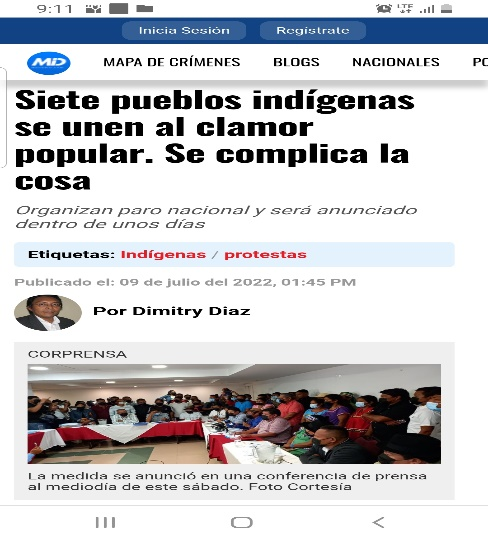 9:11
LTE
Inicia Sesión Regístrate
MD MAPA DE CRÍMENES BLOGS NACIONALES PO
Siete pueblos indígenas
se unen al clamor
popular. Se complica la
cosa
Organizan paro nacional y será anunciado
dentro de unos días
Etiquetas: Indígenas / protestas
Publicado el: 09 de julio del 2022, 01:45 PM
Por Dimitry Diaz
CORPRENSA
La medida se anunció en una conferencia de prensa
al mediodía de este sábado. Foto Cortesía